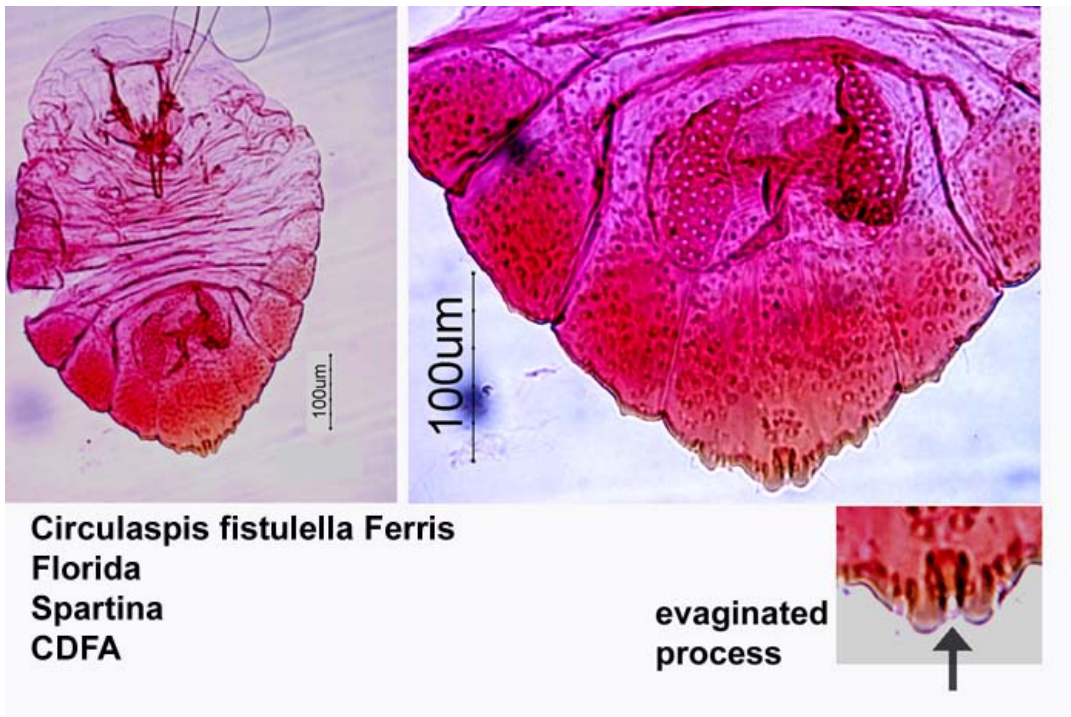 100um
100um
Circulaspis fistulella Ferris
Florida
Spartina
CDFA
evaginated
process